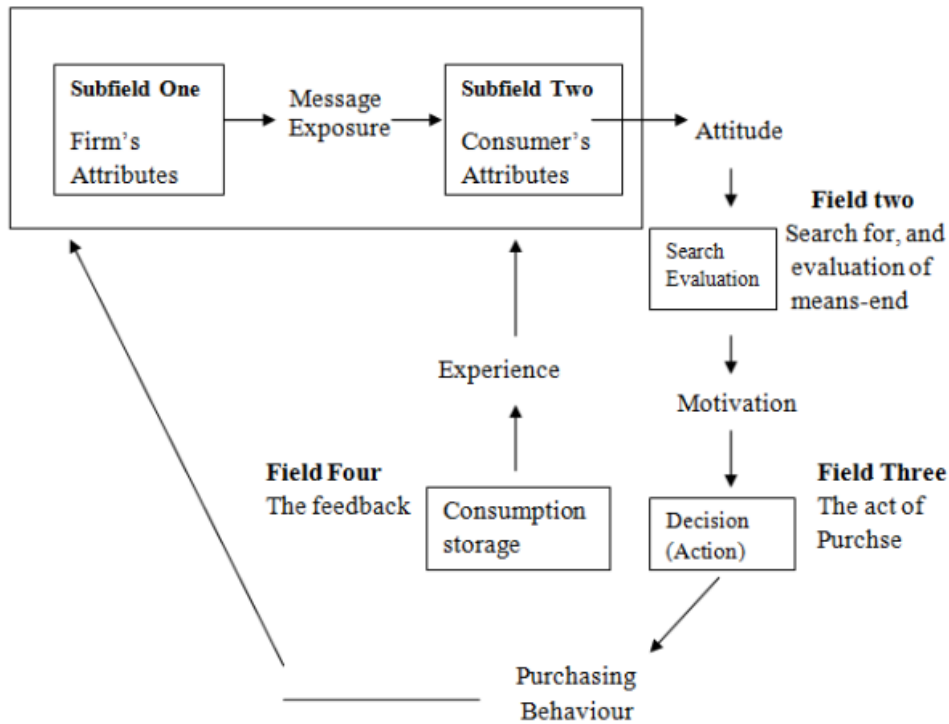 Subfield One
Firm's
Attributes
Message
Exposure
Subfield Two
Consumer's
Attributes
Attitude
Field two
Search for, and
evaluation of
means-end
Search
Evaluation
Experience
Motivation
Field Four
The feedback
Consumption
storage
Field Three
The act of
Purchse
Decision
(Action)
Purchasing
Behaviour